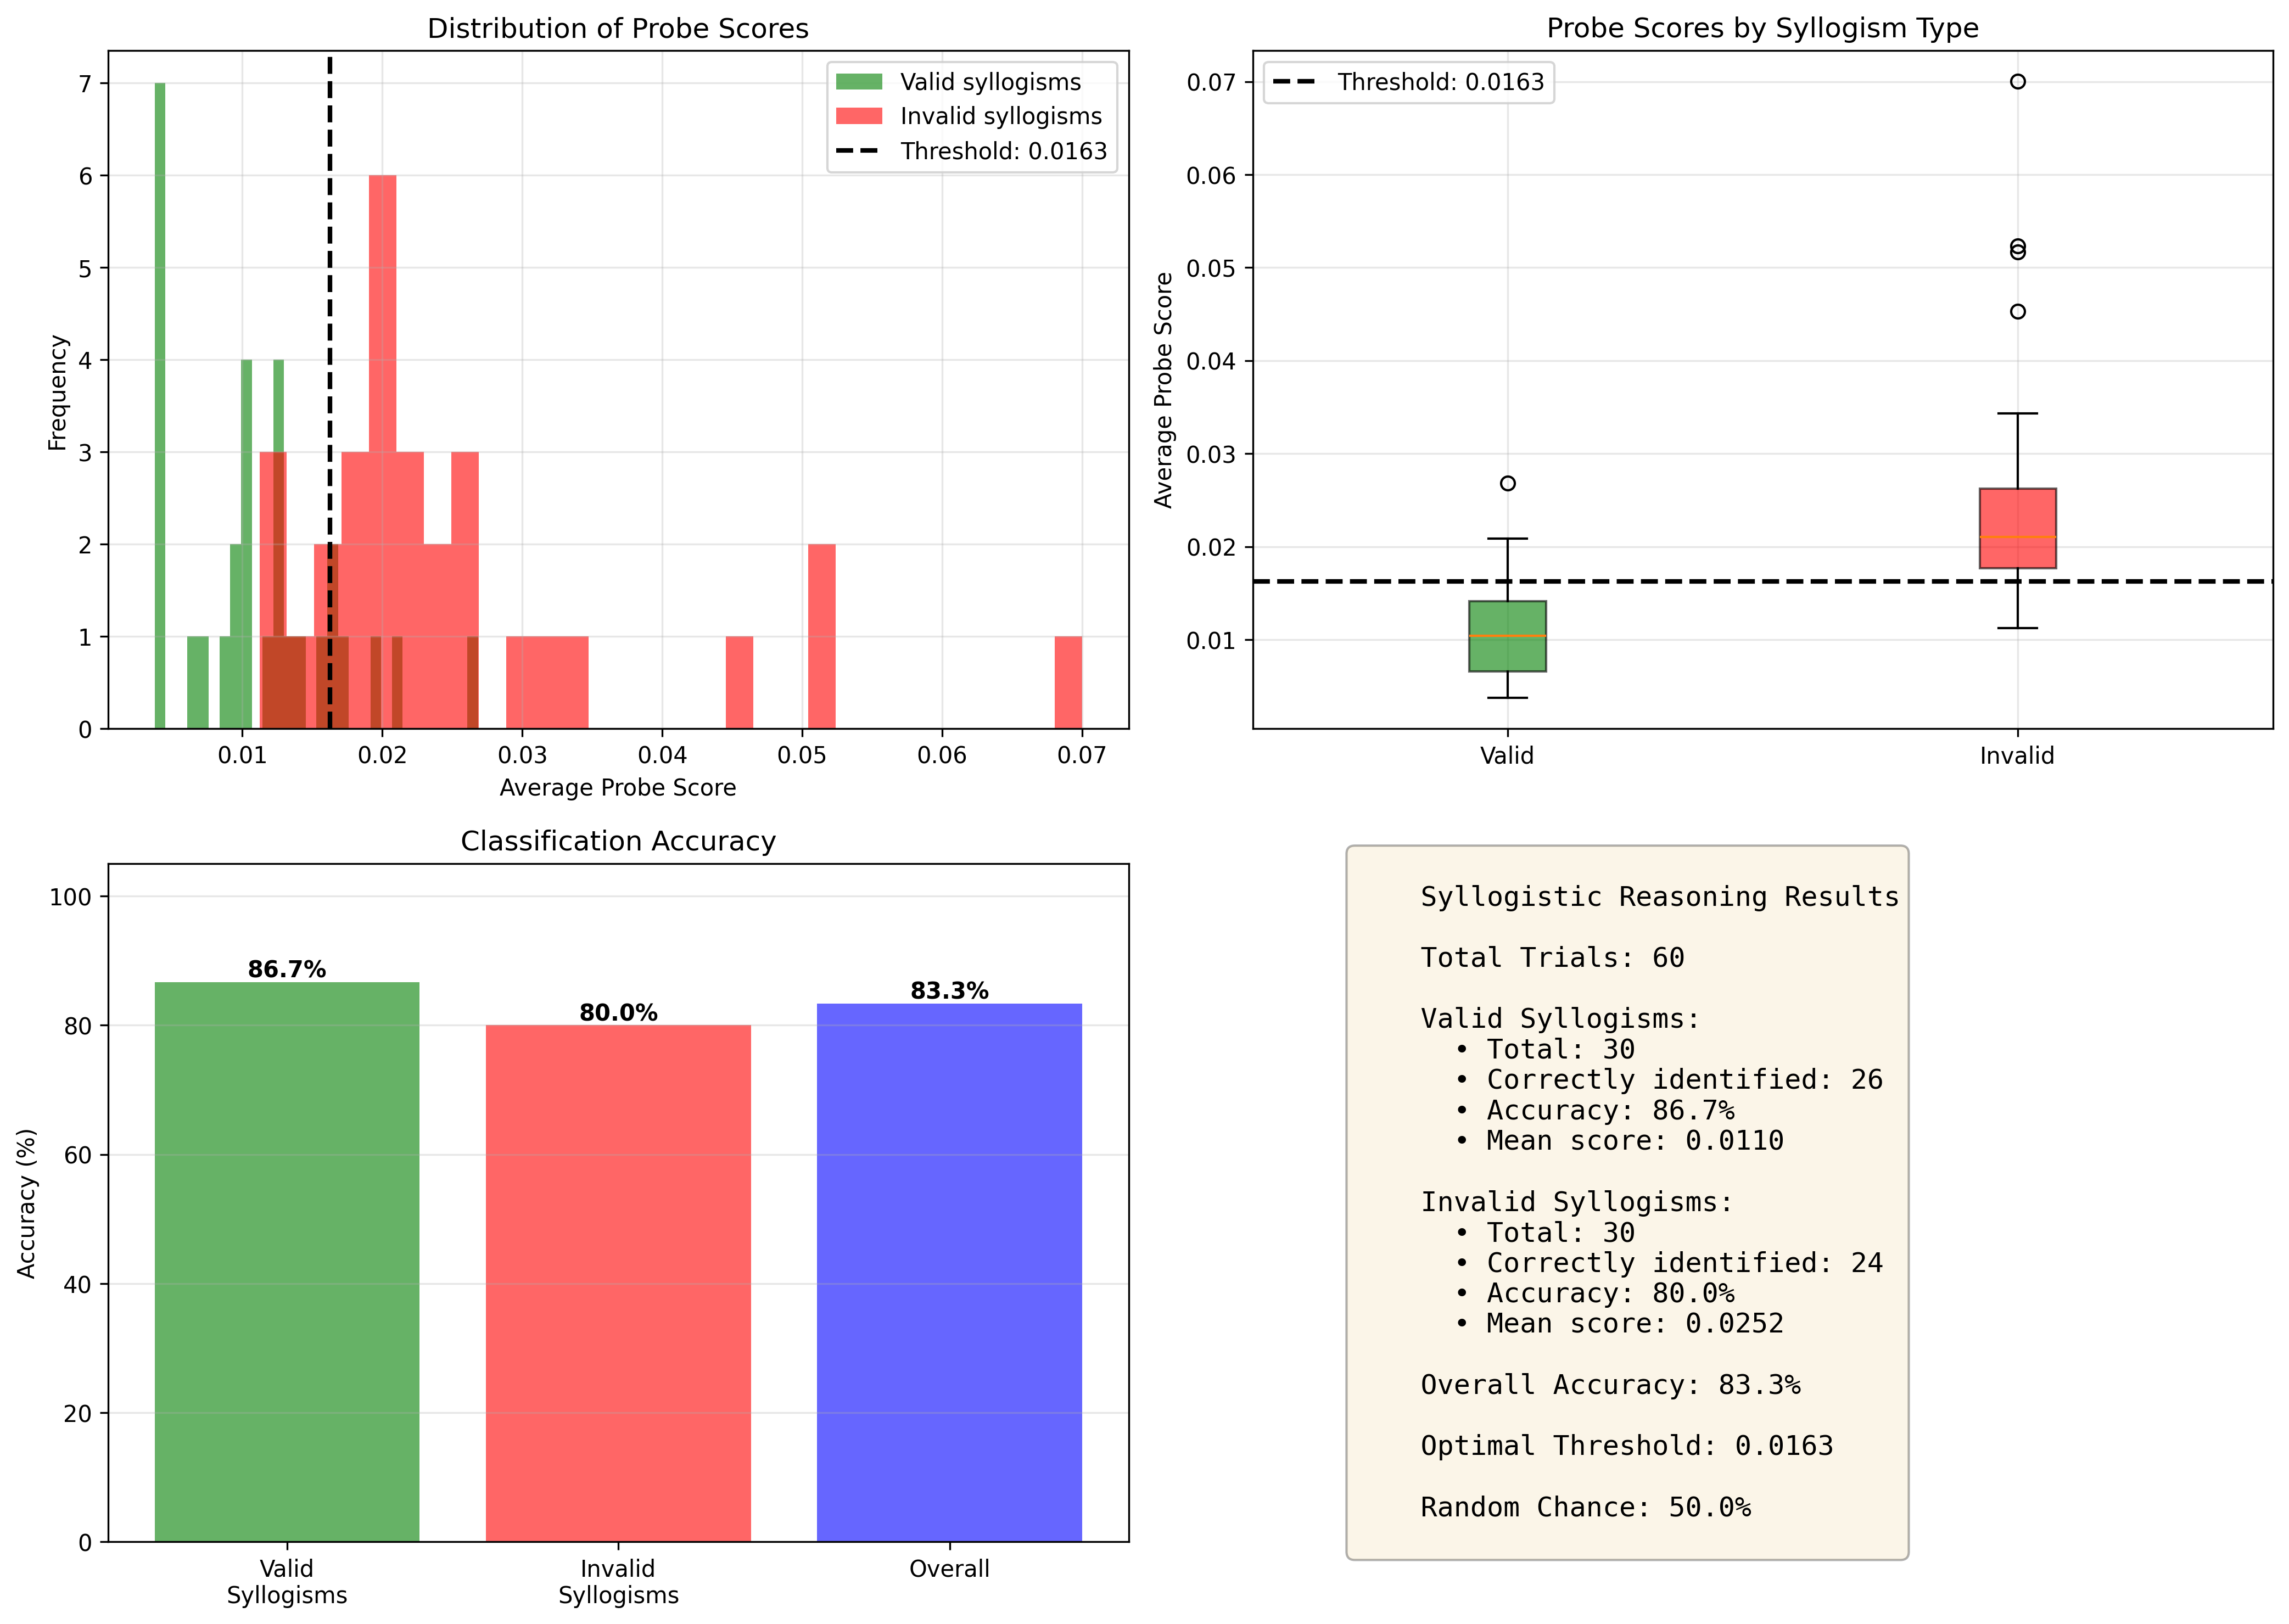 Distribution of Probe Scores
7
6
5
4
3
2
1
0
Frequency
Valid syllogisms
Invalid syllogisms
Threshold: 0.0163
0.01
0.02
0.03
0.04
0.05
0.06
0.07
Average Probe Score
Probe Scores by Syllogism Type
Threshold: 0.0163
0.07
0.06
0.05
0.04
0.03
0.02
0.01
Average Probe Score
Valid
Invalid
Classification Accuracy
100
80
60
40
20
0
Accuracy (%)
86.7%
80.0%
83.3%
Valid
Syllogisms
Invalid
Syllogisms
Overall
Syllogistic Reasoning Results
Total Trials: 60
Valid Syllogisms:
• Total: 30
• Correctly identified: 26
• Accuracy: 86.7%
• Mean score: 0.0110
Invalid Syllogisms:
• Total: 30
• Correctly identified: 24
• Accuracy: 80.0%
• Mean score: 0.0252
Overall Accuracy: 83.3%
Optimal Threshold: 0.0163
Random Chance: 50.0%